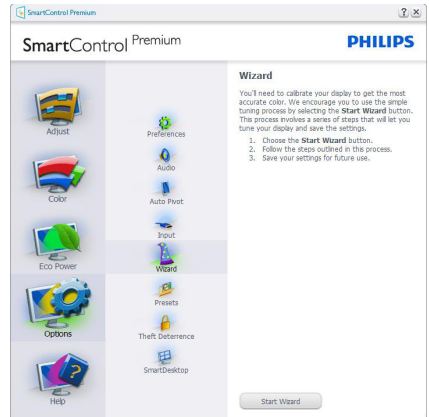 SmartControl Premium
SmartControl Premium
PHILIPS
Adjust
Color
Eco Power
Options
Help
Preferences
Audio
Auto Pivot
Input
Wizard
Presets
Theft Deterrence
SmartDesktop
Wizard
You'll need to calibrate your display to get the most
accurate color. We encourage you to use the simple
tuning process by selecting the Start Wizard button.
This process involves a series of steps that will let you
tune your display and save the settings.
1. Choose the Start Wizard button.
2. Follow the steps outlined in this process.
3. Save your settings for future use.
Start Wizard